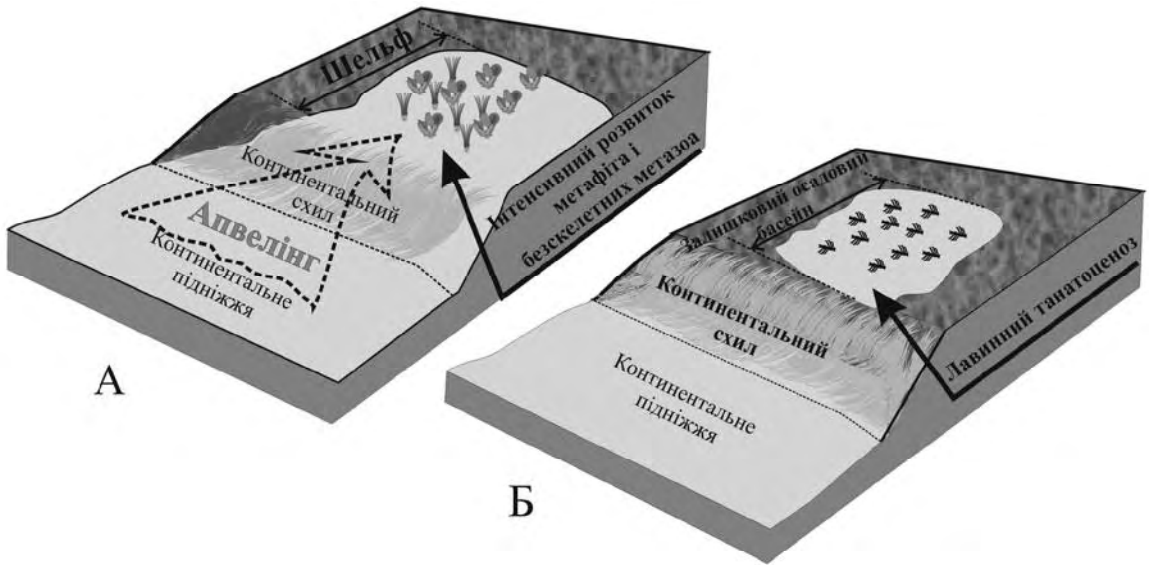 Шельф
Інтенсивний розвиток
метафіта і
безскелетних метазоа
Континентальний
схил
Апвелінг
Континентальне
підніжжя
А
Залишковий осадовий
басейн
Лавинний танатоценоз
Континентальний
схил
Континентальне
підніжжя
Б